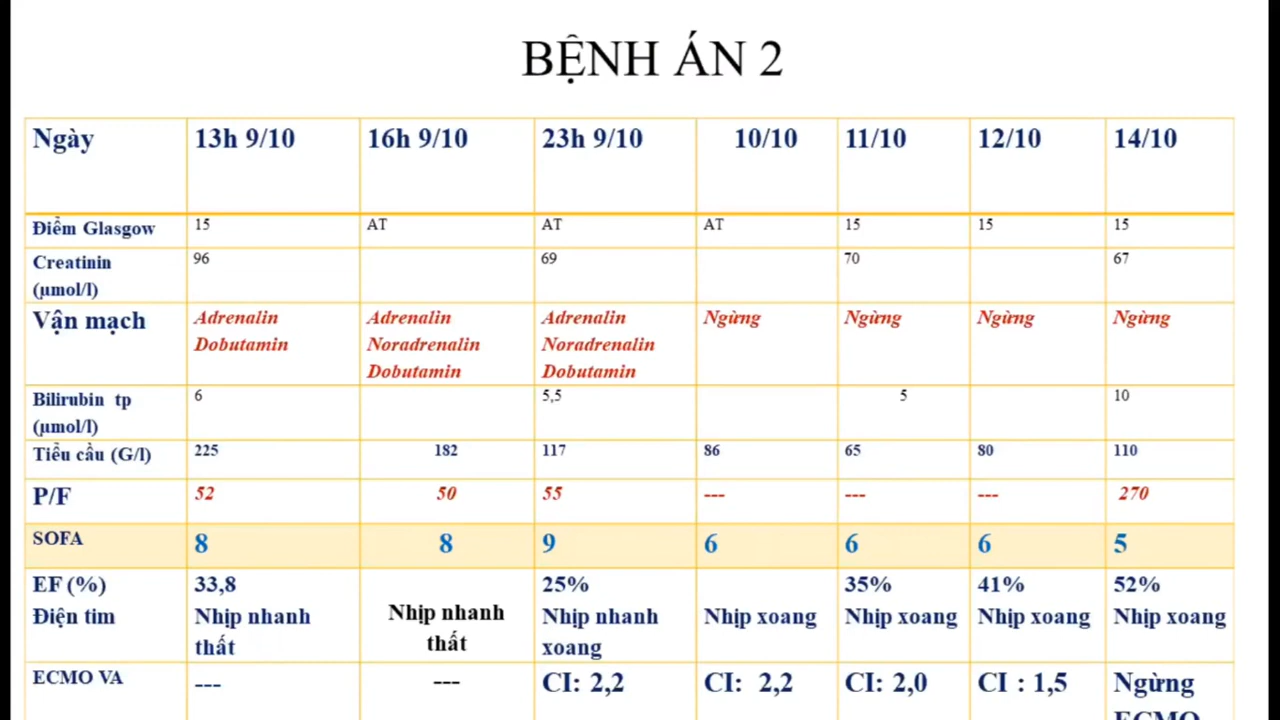 BỆNH ÁN 2
Ngày 13h 9/10 16h 9/10 23h 9/10 10/10 11/10 12/10 14/10
Điểm Glasgow 15 AT AT AT 15 15 15
Creatinin 96 69 70 67
(µmol/l)
Vận mạch Adrenalin Adrenalin Adrenalin Ngừng Ngừng Ngừng Ngừng
Dobutamin Noradrenalin Noradrenalin
Dobutamin Dobutamin
Bilirubin tp 6 5,5 5 10
(µmol/l)
Tiểu cầu (G/l) 225 182 117 86 65 80 110
P/F 52 50 55 --- --- --- 270
SOFA 8 8 9 6 6 6 5
EF (%) 33,8 25% 35% 41% 52%
Điện tim Nhịp nhanh Nhịp nhanh Nhịp nhanh Nhịp xoang Nhịp xoang Nhịp xoang Nhịp xoang
thất thất xoang
ECMO VA --- --- CI: 2,2 CI: 2,2 CI: 2,0 CI : 1,5 Ngừng
ECMO